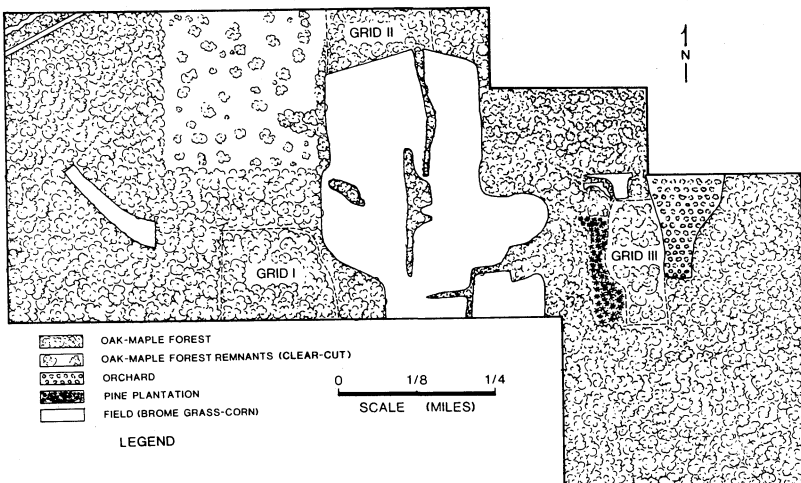 GRID II
N
GRID III
GRID I
OAK-MAPLE FOREST
OAK-MAPLE FOREST REMNANTS (CLEAR-CUT)
ORCHARD
PINE PLANTATION
FIELD (BROME GRASS-CORN)
LEGEND
0 1/8 1/4
SCALE (MILES)